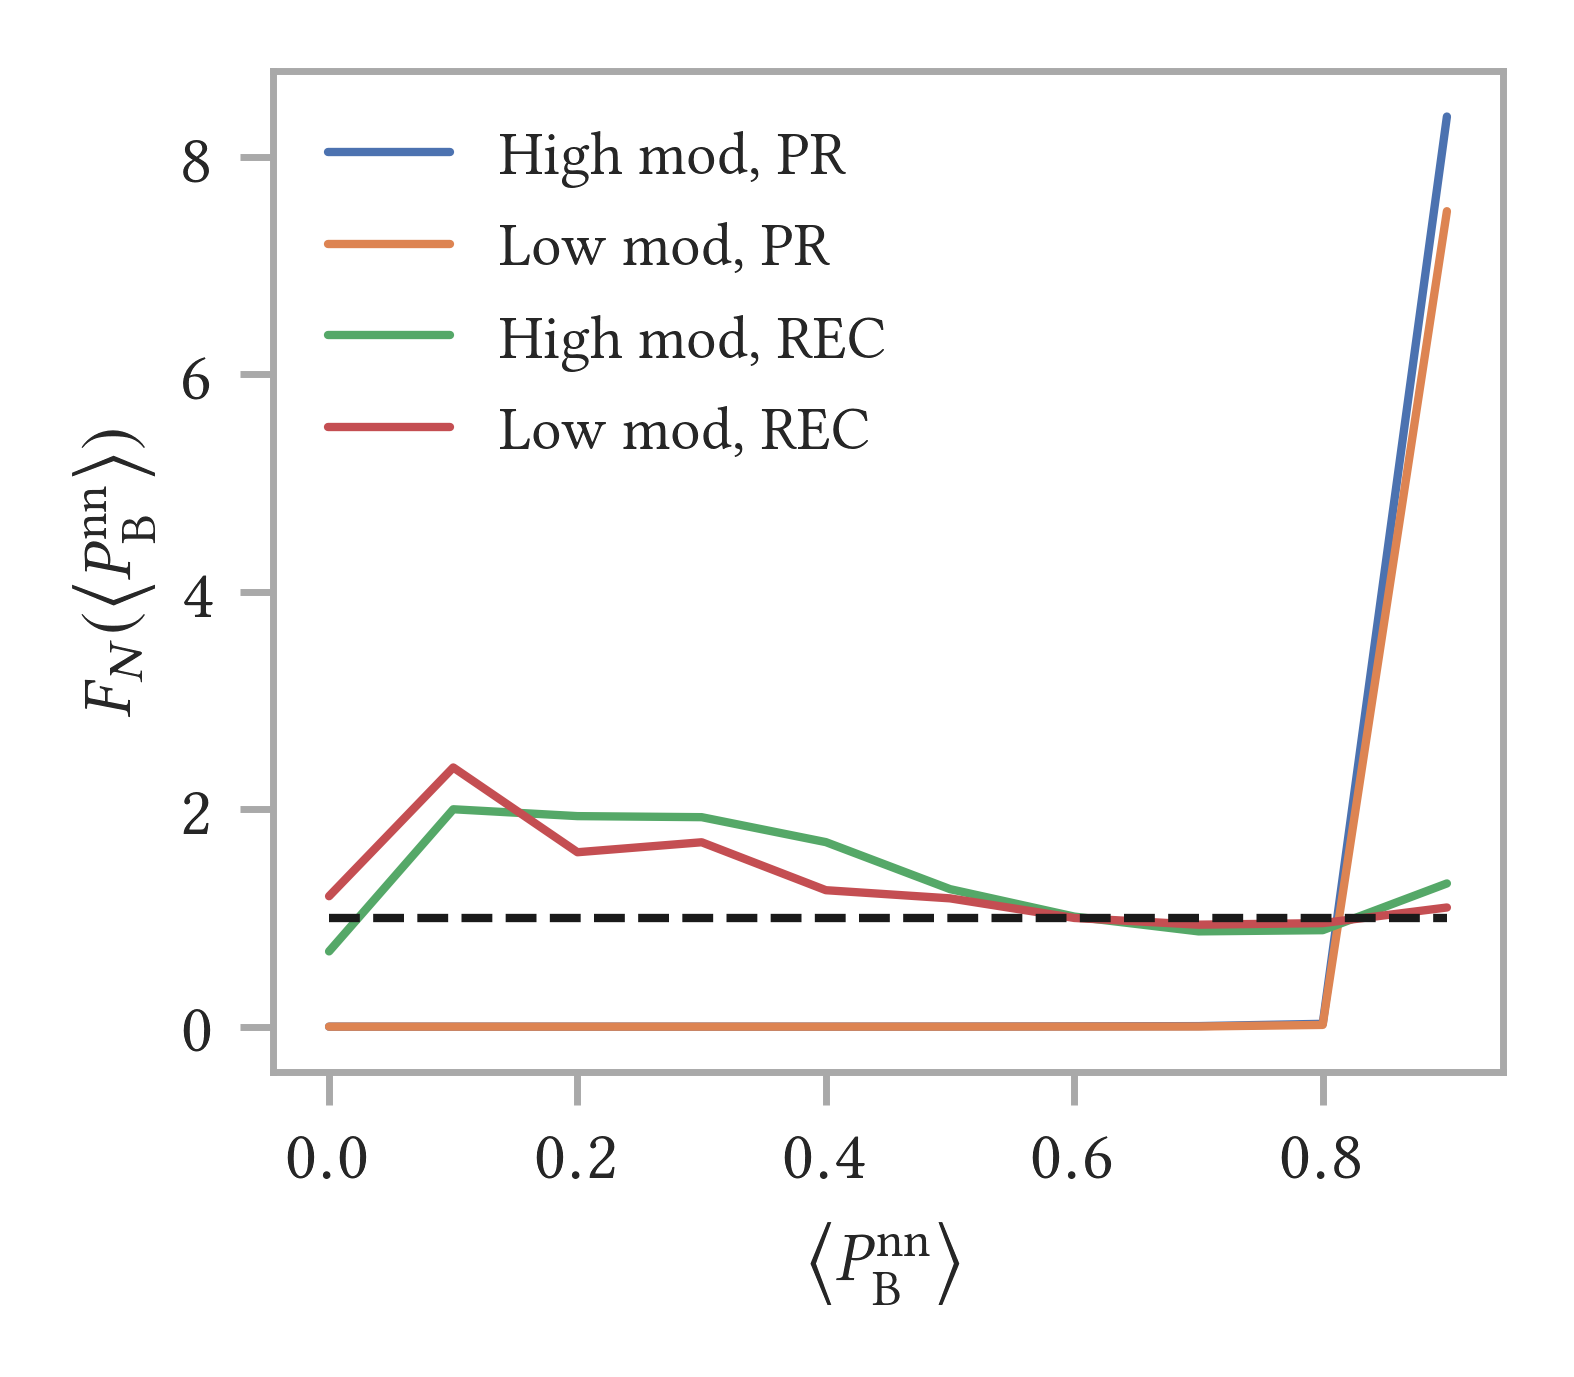 High mod, PR
Low mod, PR
High mod, REC
Low mod, REC
8
6
4
2
0
F_N(⟨P_B^nn⟩)
0.0 0.2 0.4 0.6 0.8
⟨P_B^nn⟩